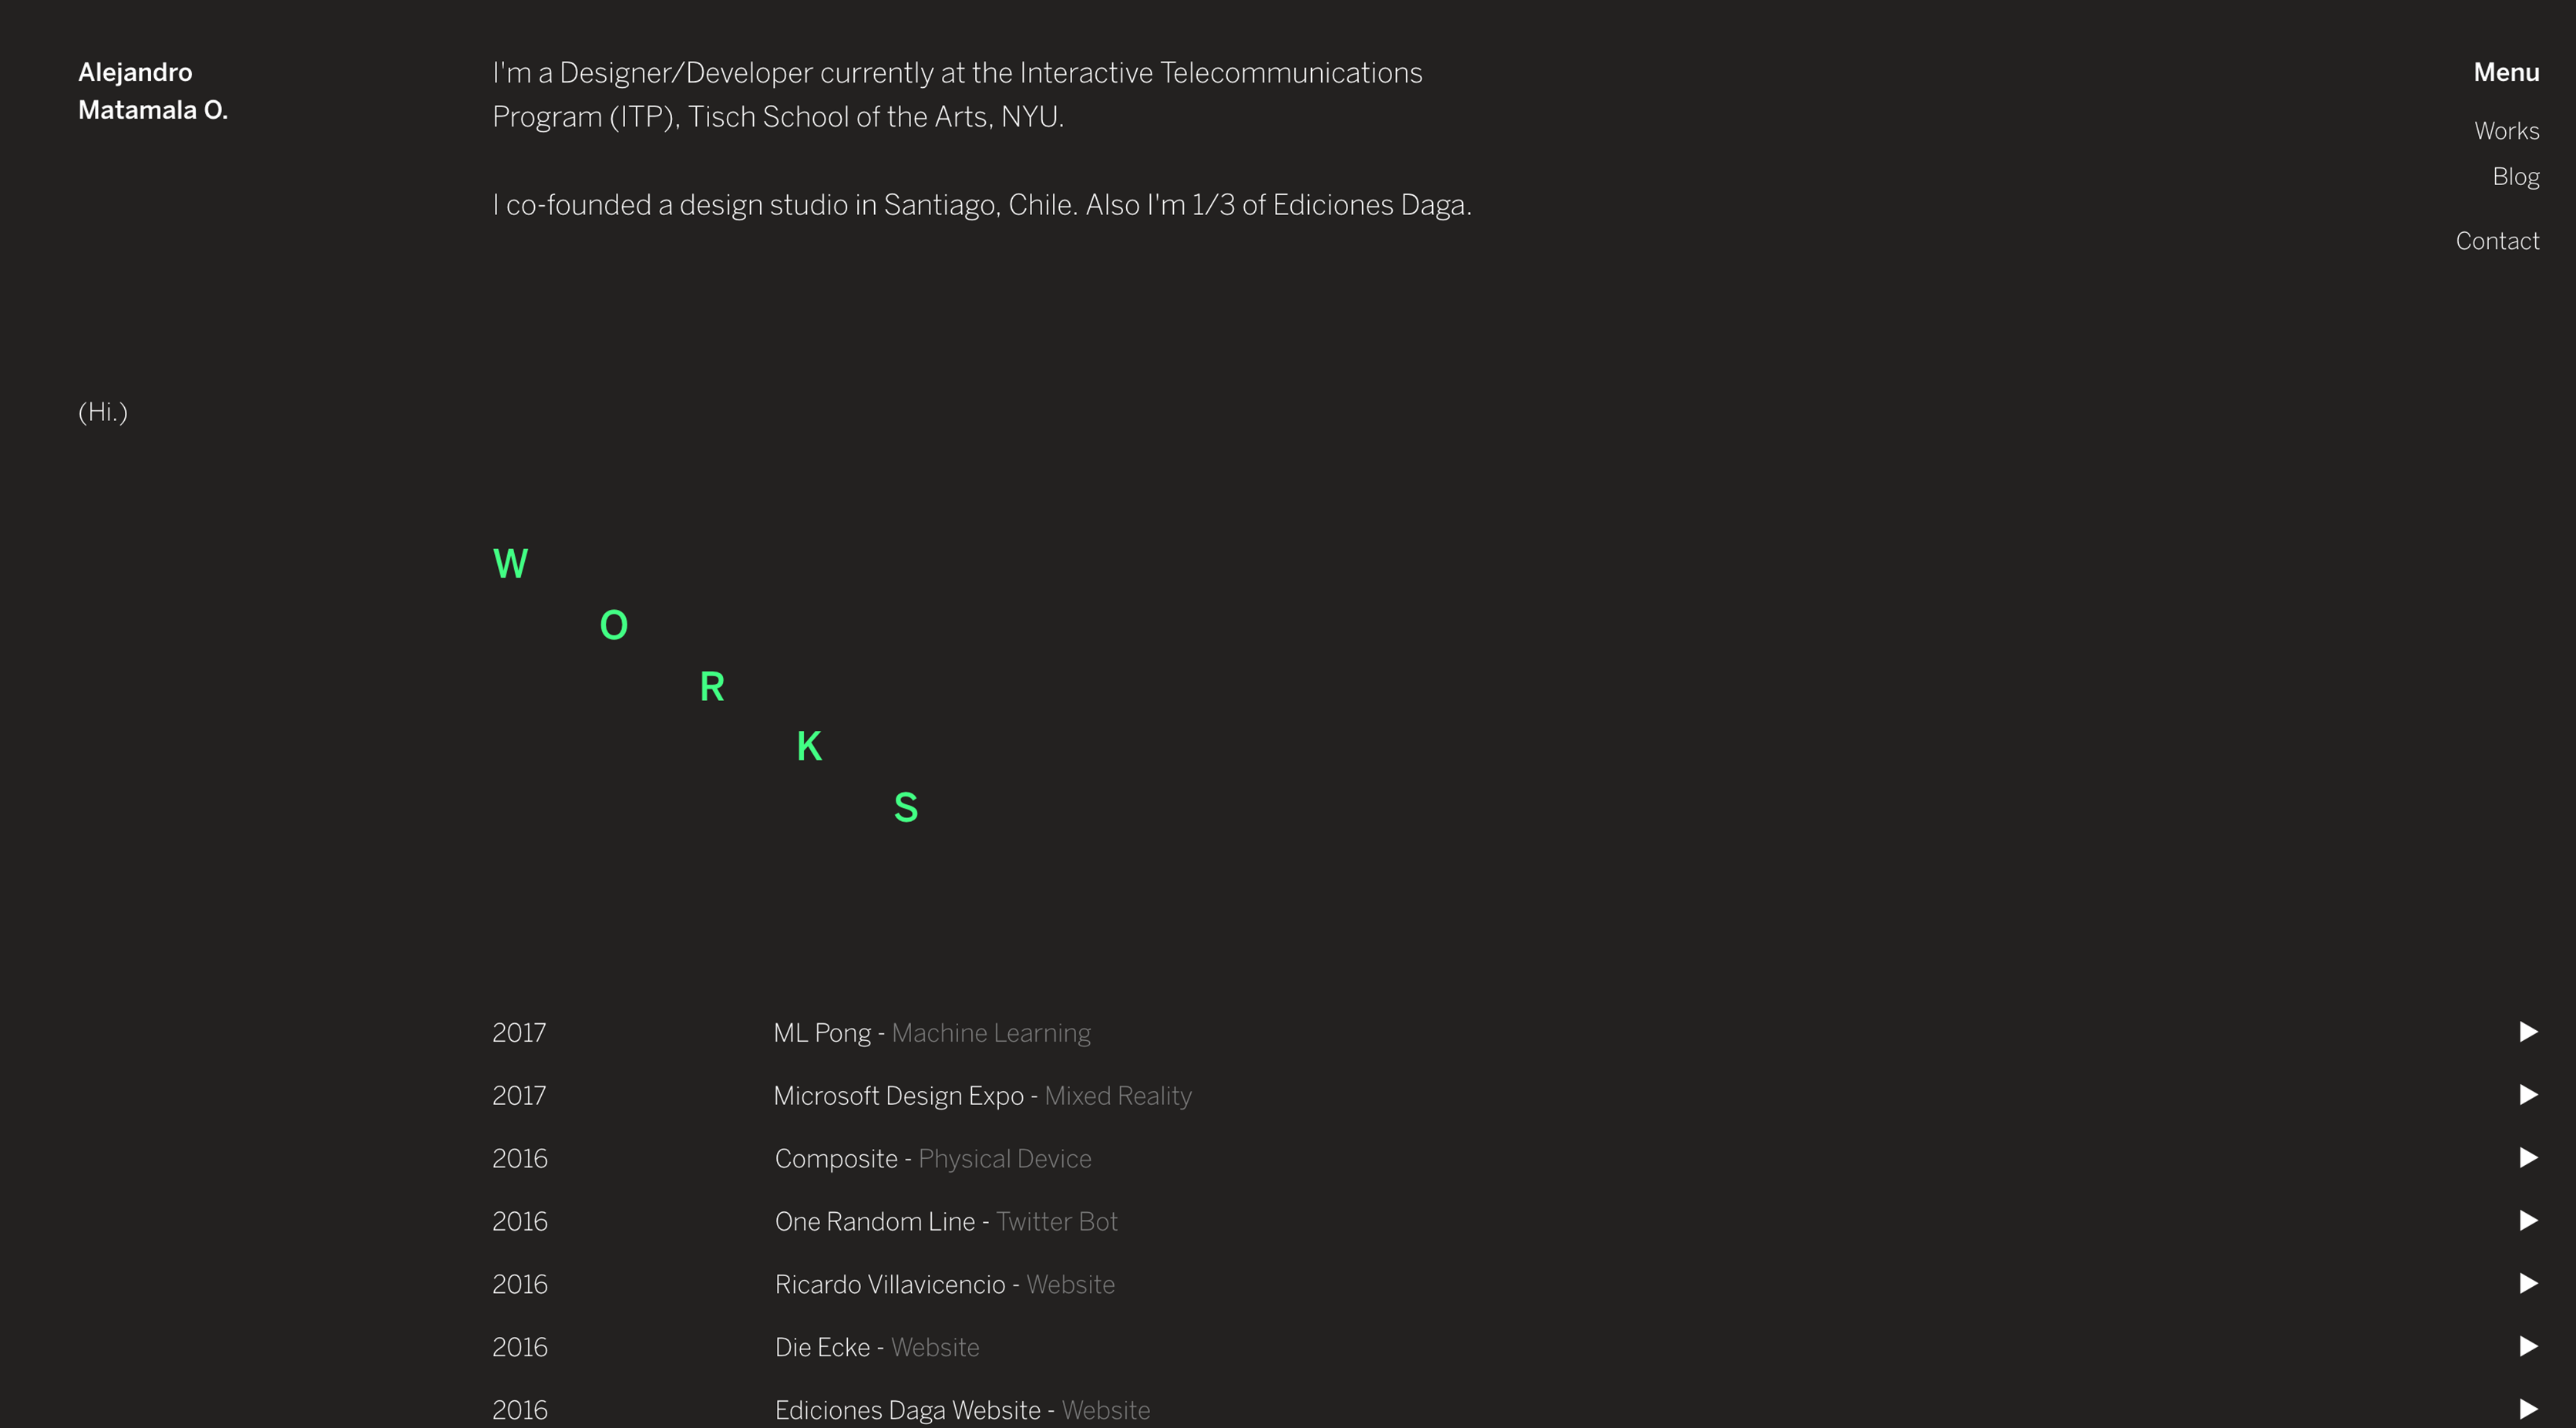 Alejandro
Matamala O.
I'm a Designer/Developer currently at the Interactive Telecommunications
Program (ITP), Tisch School of the Arts, NYU.
I co-founded a design studio in Santiago, Chile. Also I'm 1/3 of Ediciones Daga.
Menu
Works
Blog
Contact
(Hi.)
W
O
R
K
S
2017 ML Pong - Machine Learning
2017 Microsoft Design Expo - Mixed Reality
2016 Composite - Physical Device
2016 One Random Line - Twitter Bot
2016 Ricardo Villavicencio - Website
2016 Die Ecke - Website
2016 Ediciones Daga Website - Website